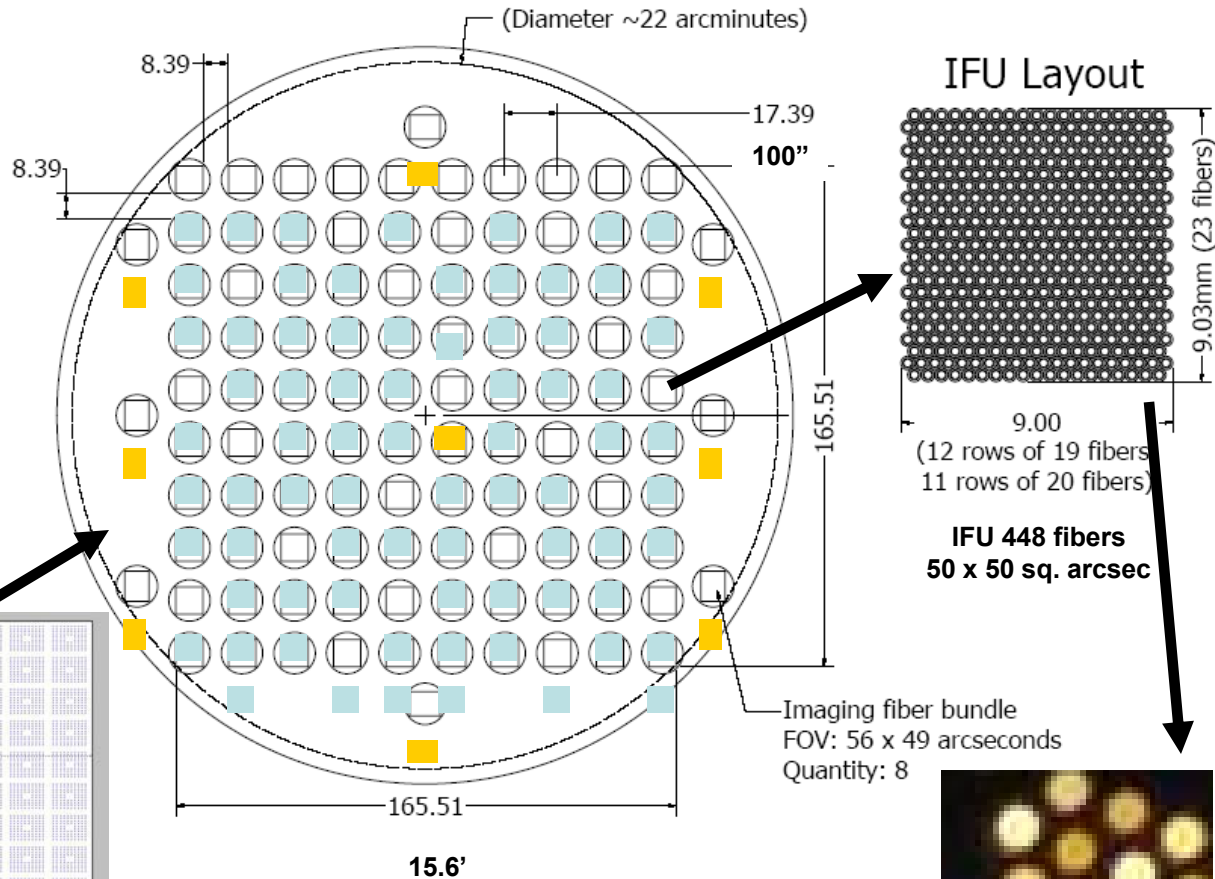 (Diameter ~22 arcminutes)
8.39
IFU Layout
17.39
100”
8.39
9.03mm (23 fibers)
165.51
9.00
(12 rows of 19 fibers
11 rows of 20 fibers)
IFU 448 fibers
50 x 50 sq. arcsec
Imaging fiber bundle
FOV: 56 x 49 arcseconds
Quantity: 8
165.51
15.6’